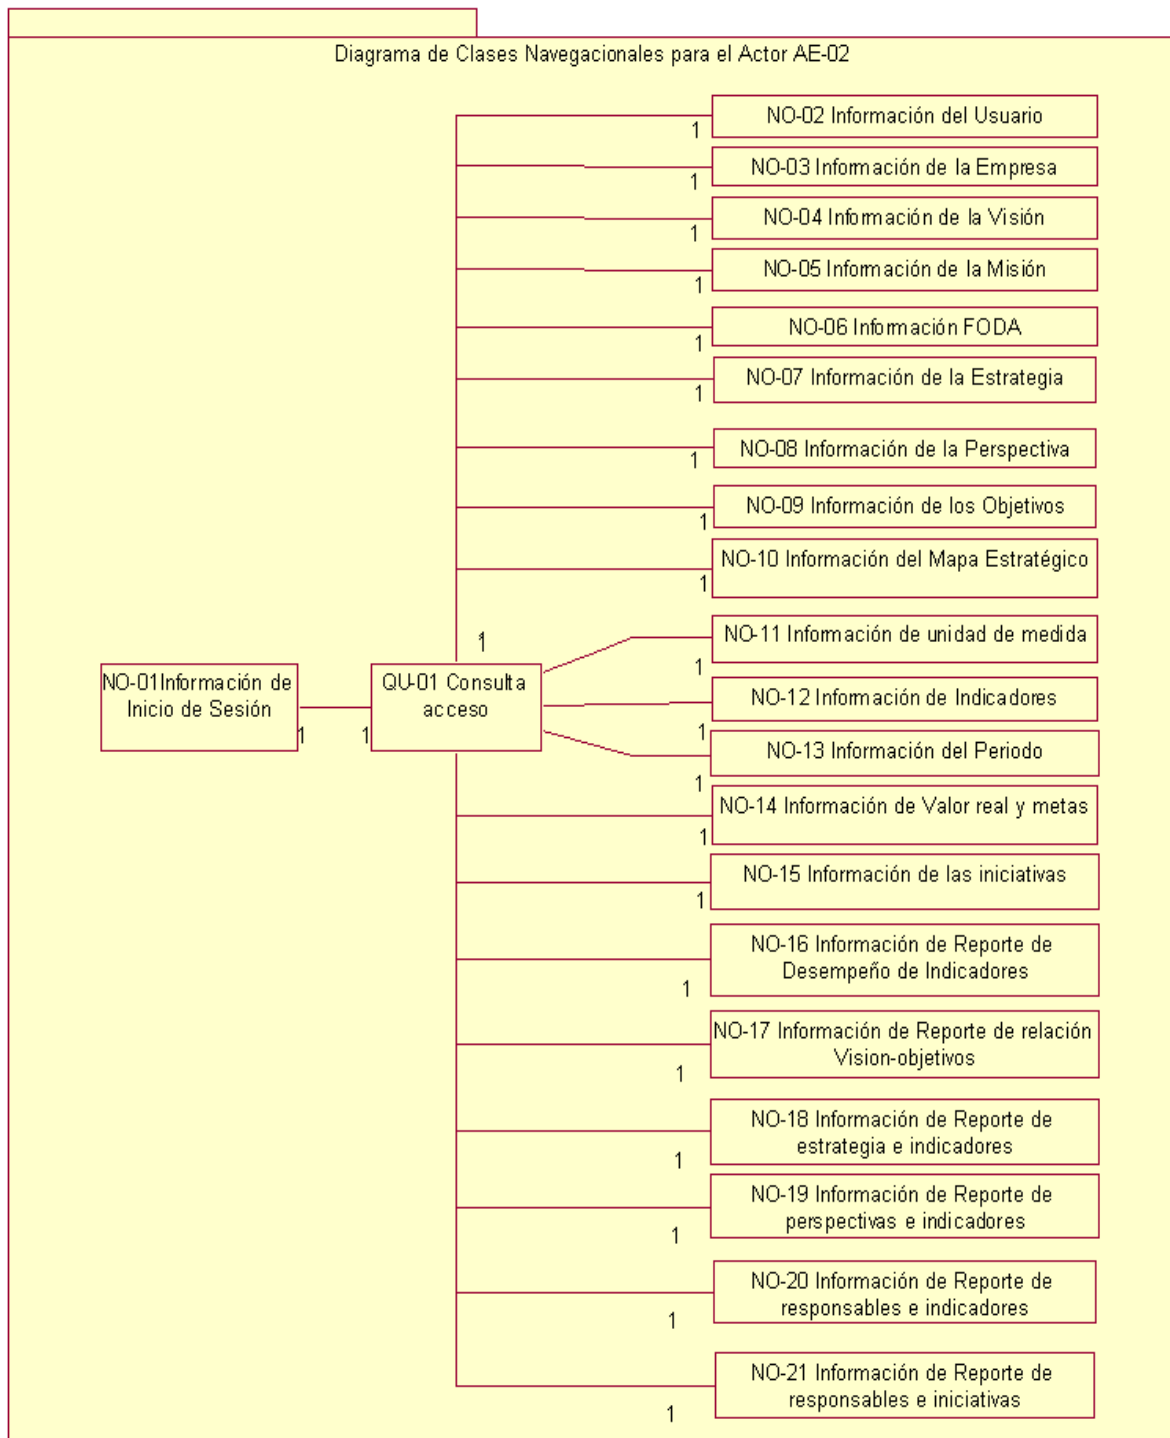 Diagrama de Clases Navegacionales para el Actor AE-02
NO-02 Información del Usuario
1
NO-03 Información de la Empresa
1
NO-04 Información de la Visión
1
NO-05 Información de la Misión
1
NO-06 Información FODA
1
NO-07 Información de la Estrategia
1
NO-08 Información de la Perspectiva
1
NO-09 Información de los Objetivos
1
NO-10 Información del Mapa Estratégico
1
1
NO-11 Información de unidad de medida
1
NO-01Información de
Inicio de Sesión
1
1
QU-01 Consulta
acceso
NO-12 Información de Indicadores
1
NO-13 Información del Periodo
1
NO-14 Información de Valor real y metas
1
NO-15 Información de las iniciativas
1
NO-16 Información de Reporte de
Desempeño de Indicadores
1
NO-17 Información de Reporte de relación
Vision-objetivos
1
NO-18 Información de Reporte de
estrategia e indicadores
1
NO-19 Información de Reporte de
perspectivas e indicadores
1
NO-20 Información de Reporte de
responsables e indicadores
1
NO-21 Información de Reporte de
responsables e iniciativas
1